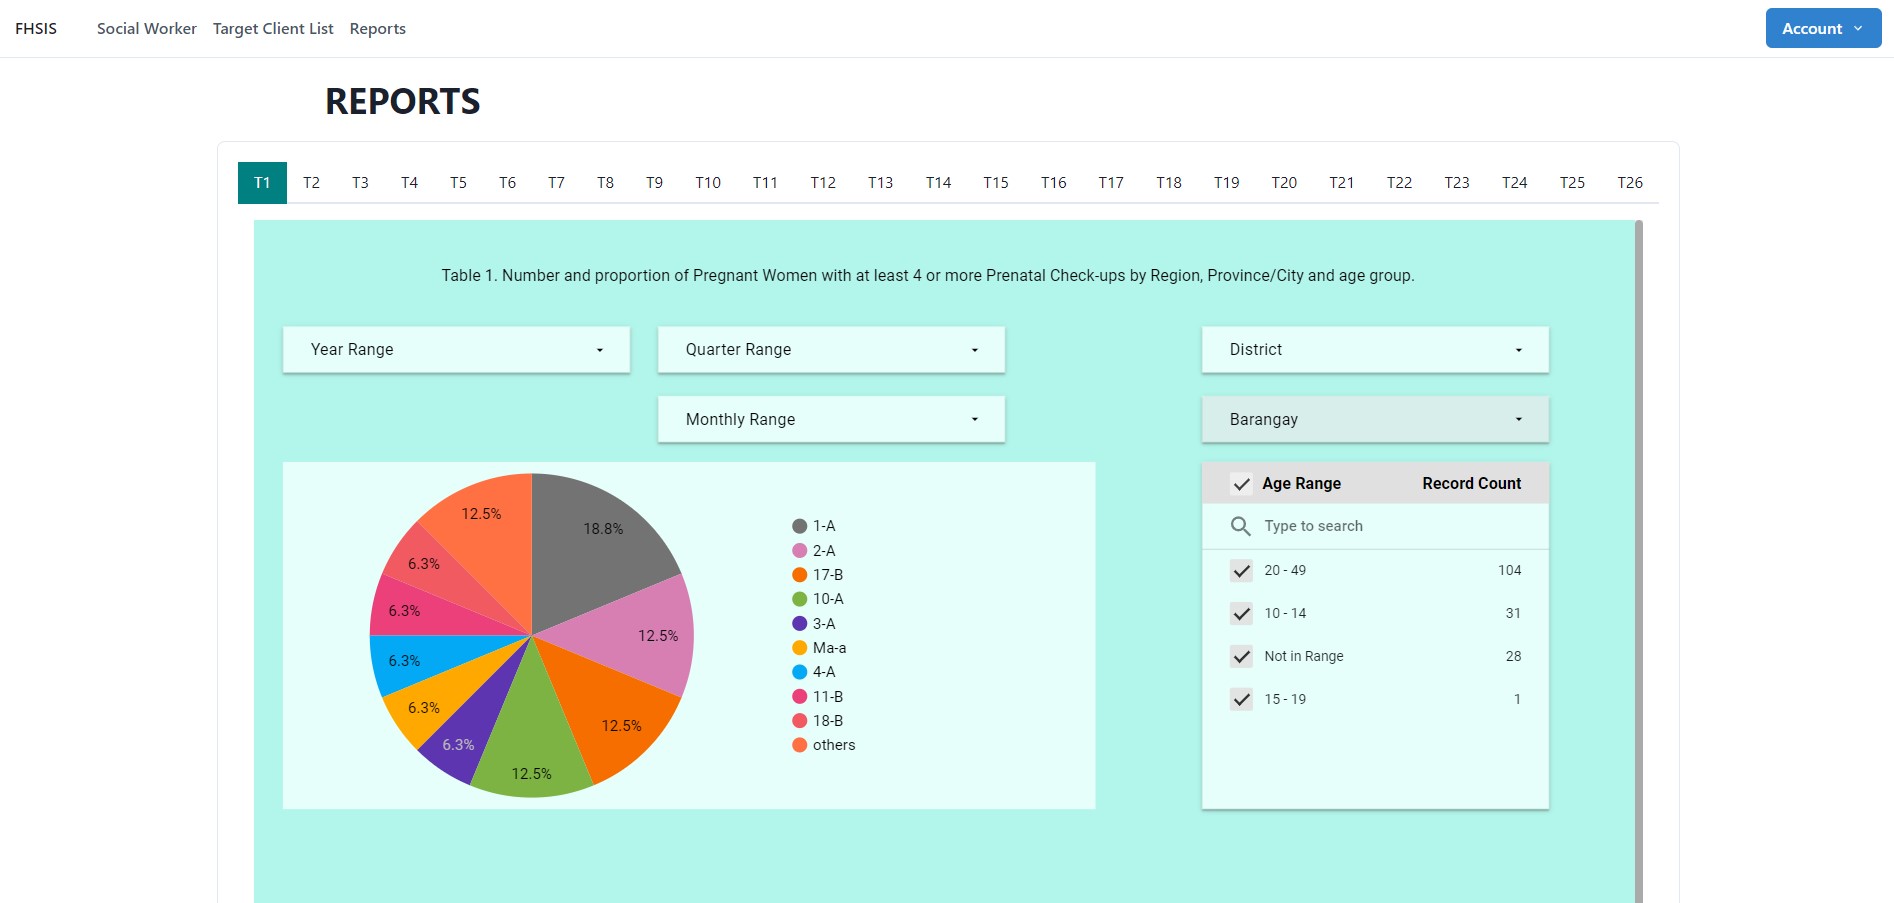 FHSIS Social Worker Target Client List Reports Account
REPORTS
T1 T2 T3 T4 T5 T6 T7 T8 T9 T10 T11 T12 T13 T14 T15 T16 T17 T18 T19 T20 T21 T22 T23 T24 T25 T26
Table 1. Number and proportion of Pregnant Women with at least 4 or more Prenatal Check-ups by Region, Province/City and age group.
Year Range Quarter Range District
Monthly Range Barangay
12.5%
18.8%
6.3%
6.3%
12.5%
6.3%
6.3%
12.5%
6.3%
12.5%
1-A
2-A
17-B
10-A
3-A
Ma-a
4-A
11-B
18-B
others
Age Range Record Count
Type to search
20 - 49 104
10 - 14 31
Not in Range 28
15 - 19 1